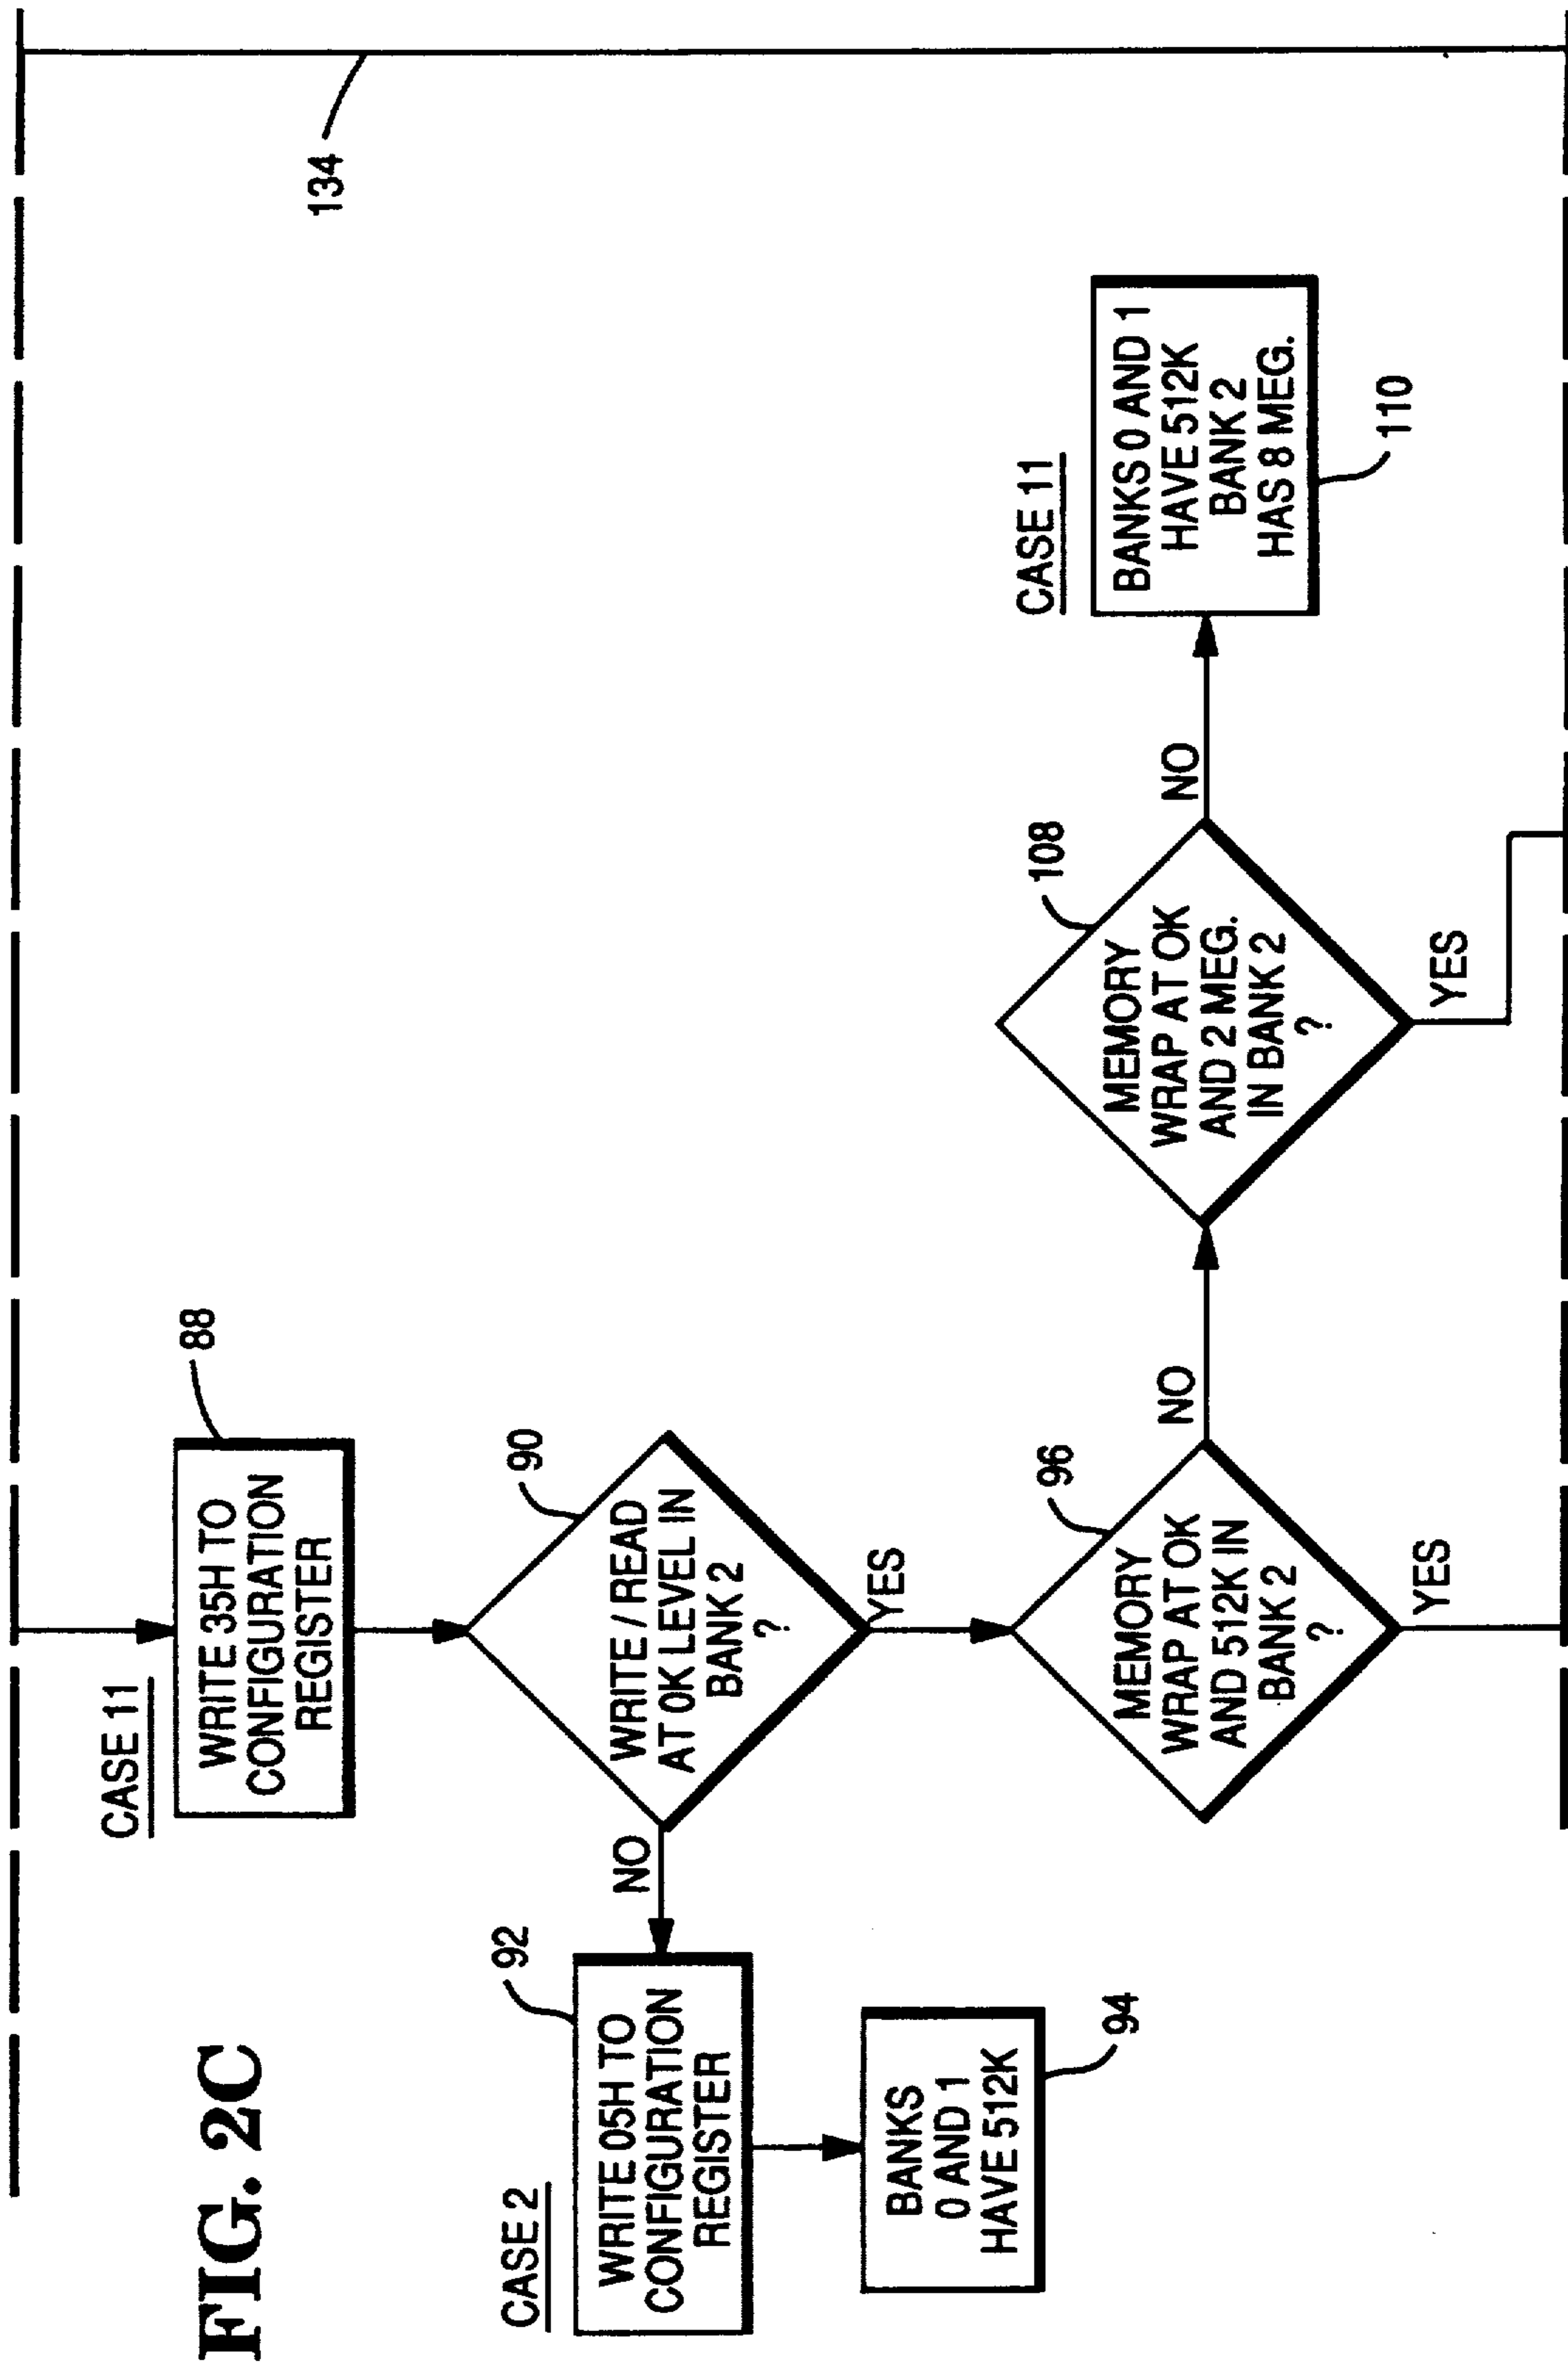 FIG. 2C
134
CASE 11
WRITE 35H TO
CONFIGURATION
REGISTER
88
WRITE / READ
AT 0K LEVEL IN
BANK 2
?
90
NO
YES
CASE 2
WRITE 05H TO
CONFIGURATION
REGISTER
92
BANKS
0 AND 1
HAVE 512K
94
MEMORY
WRAP AT 0K
AND 512K IN
BANK 2
?
96
NO
YES
MEMORY
WRAP AT 0K
AND 2 MEG.
IN BANK 2
?
108
NO
YES
CASE 11
BANKS 0 AND 1
HAVE 512K
BANK 2
HAS 8 MEG.
110